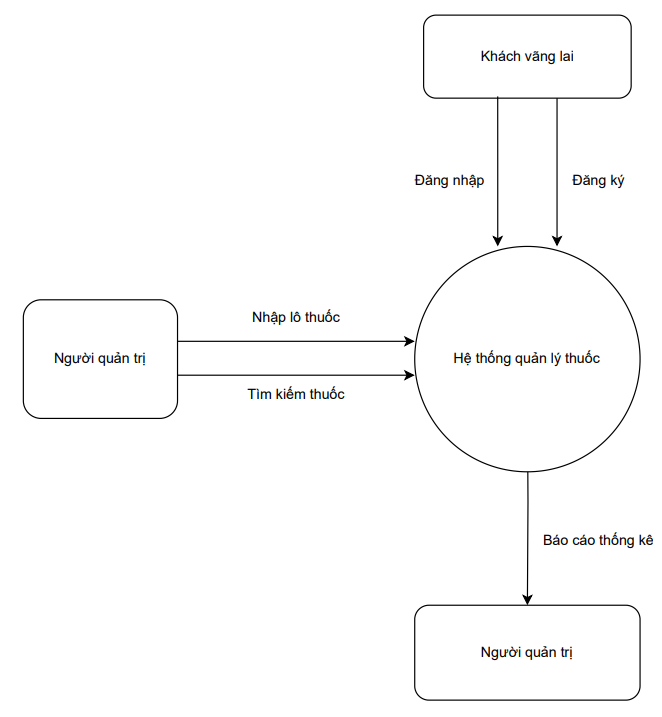 Khách vãng lai
Đăng nhập
Đăng ký
Nhập lô thuốc
Người quản trị
Hệ thống quản lý thuốc
Tìm kiếm thuốc
Báo cáo thống kê
Người quản trị